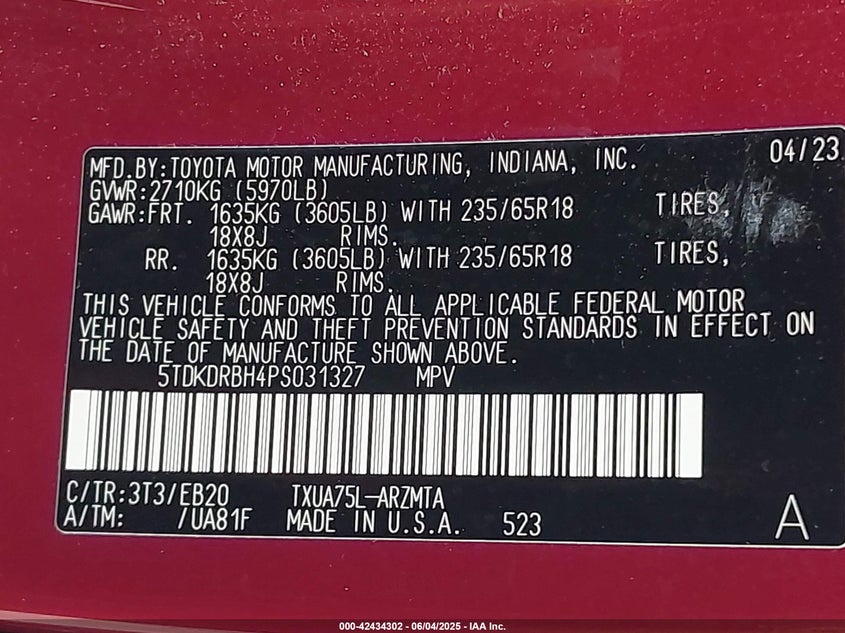 MFD.BY:TOYOTA MOTOR MANUFACTURING, INDIANA, INC. 04/23
GVWR:2710KG (5970LB)
GAWR:FRT. 1635KG (3605LB) WITH 235/65R18 TIRES,
18X8J RIMS.
RR. 1635KG (3605LB) WITH 235/65R18 TIRES,
18X8J RIMS.
THIS VEHICLE CONFORMS TO ALL APPLICABLE FEDERAL MOTOR
VEHICLE SAFETY AND THEFT PREVENTION STANDARDS IN EFFECT ON
THE DATE OF MANUFACTURE SHOWN ABOVE.
5TDKDRBH4PS031327 MPV
C/TR:3T3/EB20 TXUA75L-ARZMTA
A/TM: /UA81F MADE IN U.S.A. 523 A
000-42434302 - 06/04/2025 - IAA Inc.